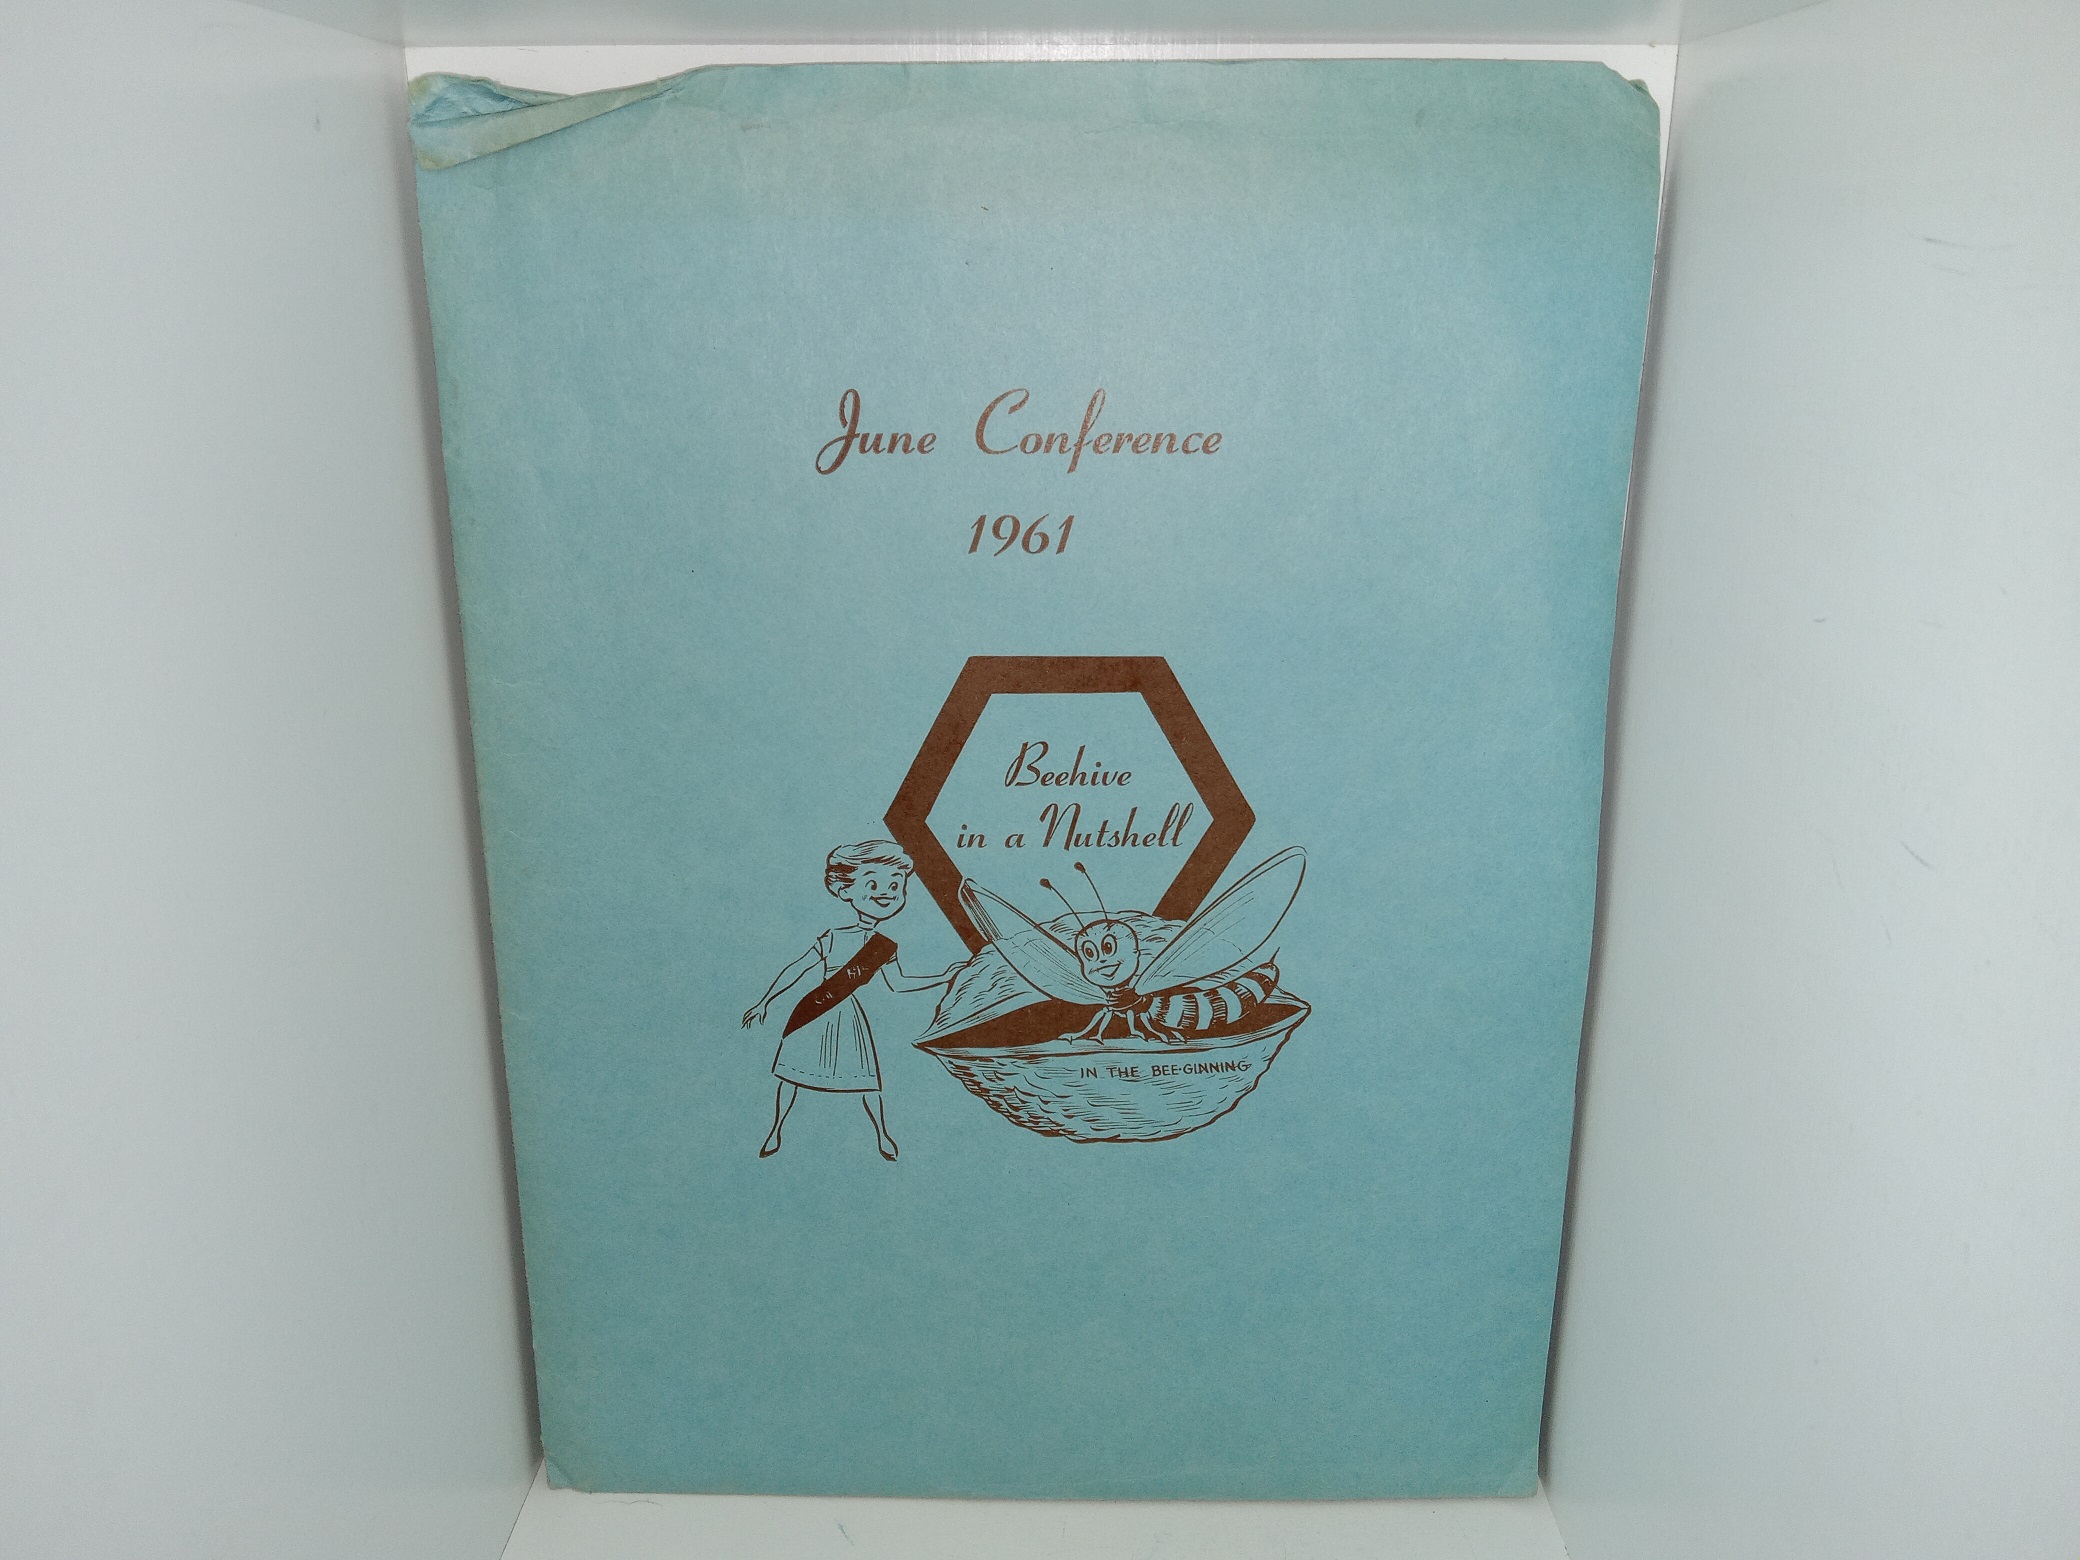 June Conference
1961
Beehive
in a Nutshell
IN THE BEE-GINNING